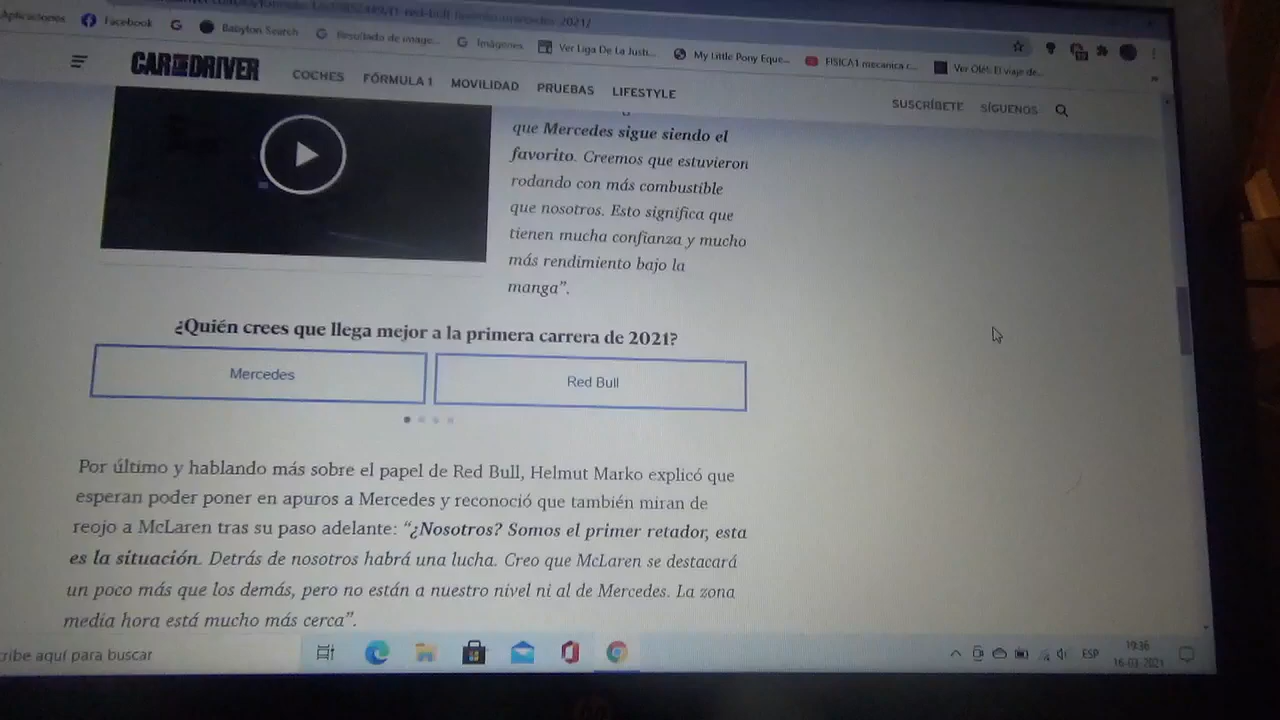 Aplicaciones Facebook Babylon Search Resultado de image... Imágenes Ver Liga De La Justi... My Little Pony Eque... FISICA1 mecanica c... Ver Olé!: El viaje de...
CAR AND DRIVER COCHES FÓRMULA 1 MOVILIDAD PRUEBAS LIFESTYLE SUSCRÍBETE SÍGUENOS
que Mercedes sigue siendo el
favorito. Creemos que estuvieron
rodando con más combustible
que nosotros. Esto significa que
tienen mucha confianza y mucho
más rendimiento bajo la
manga”.
¿Quién crees que llega mejor a la primera carrera de 2021?
Mercedes Red Bull
Por último y hablando más sobre el papel de Red Bull, Helmut Marko explicó que
esperan poder poner en apuros a Mercedes y reconoció que también miran de
reojo a McLaren tras su paso adelante: “¿Nosotros? Somos el primer retador, esta
es la situación. Detrás de nosotros habrá una lucha. Creo que McLaren se destacará
un poco más que los demás, pero no están a nuestro nivel ni al de Mercedes. La zona
media hora está mucho más cerca”.
cribe aquí para buscar ESP 19:36
16-03-2021